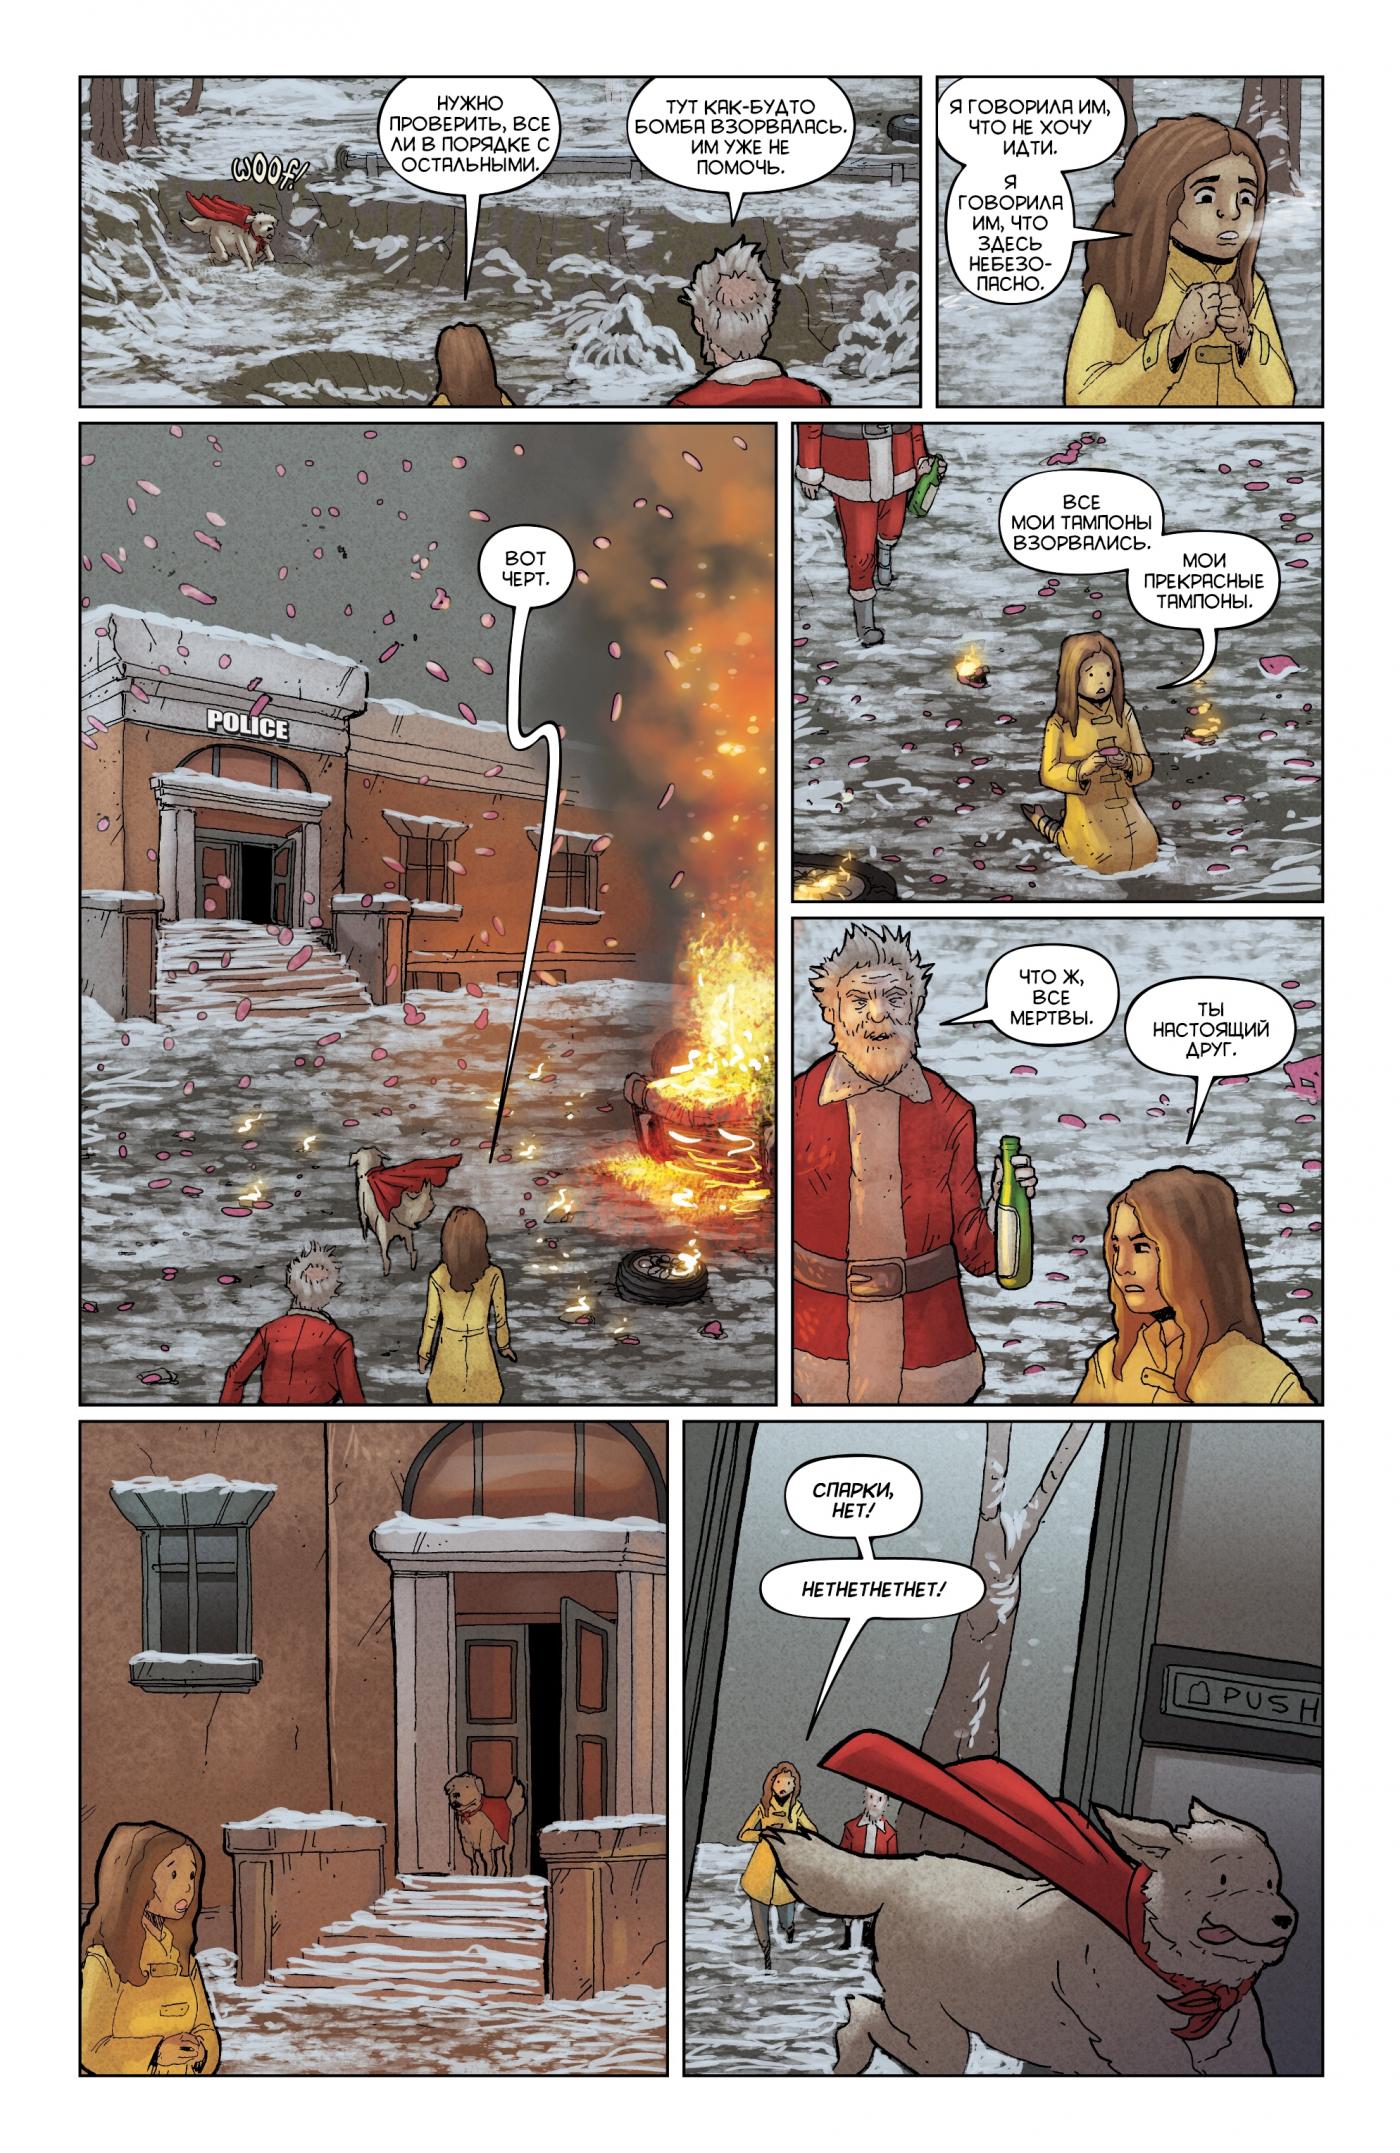 НУЖНО
ПРОВЕРИТЬ, ВСЕ
ЛИ В ПОРЯДКЕ С
ОСТАЛЬНЫМИ.
ТУТ КАК-БУДТО
БОМБА ВЗОРВАЛАСЬ.
ИМ УЖЕ НЕ
ПОМОЧЬ.
WOOF!
Я ГОВОРИЛА ИМ,
ЧТО НЕ ХОЧУ
ИДТИ.
Я
ГОВОРИЛА
ИМ, ЧТО
ЗДЕСЬ
НЕБЕЗО-
ПАСНО.
ВОТ
ЧЕРТ.
POLICE
ВСЕ
МОИ ТАМПОНЫ
ВЗОРВАЛИСЬ.
МОИ
ПРЕКРАСНЫЕ
ТАМПОНЫ.
ЧТО Ж,
ВСЕ
МЕРТВЫ.
ТЫ
НАСТОЯЩИЙ
ДРУГ.
СПАРКИ,
НЕТ!
НЕТНЕТНЕТНЕТ!
PUSH